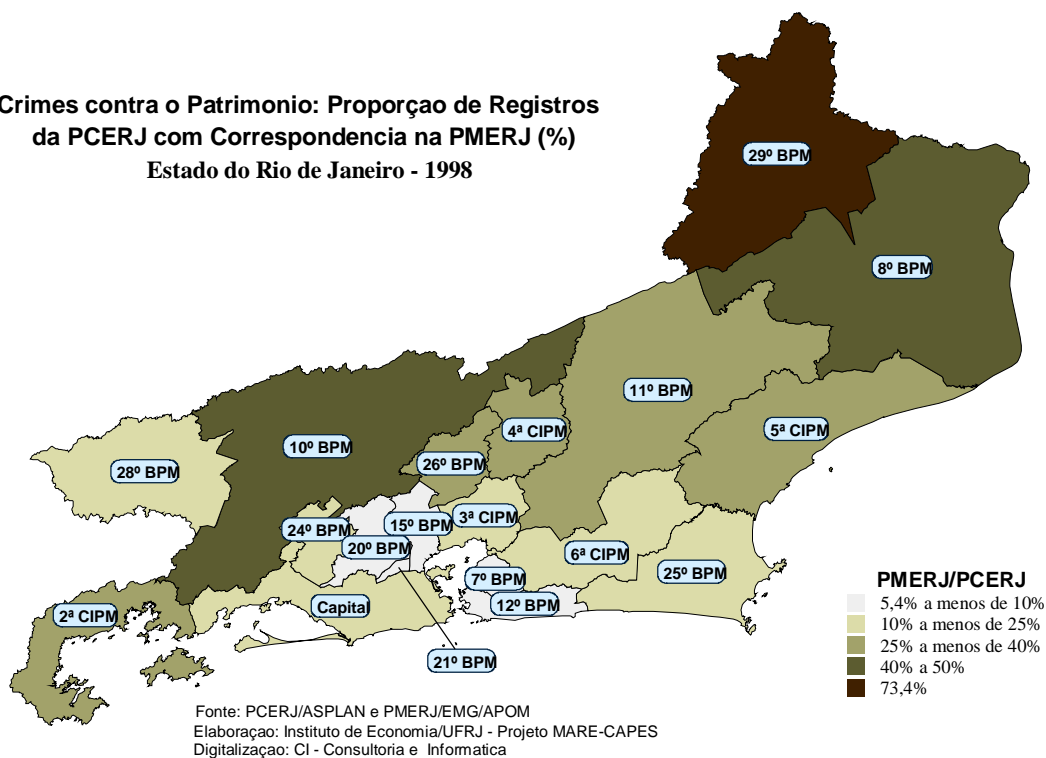 Crimes contra o Patrimonio: Proporçao de Registros
da PCERJ com Correspondencia na PMERJ (%)
Estado do Rio de Janeiro - 1998
29º BPM
8º BPM
11º BPM
4ª CIPM
5ª CIPM
10º BPM
26º BPM
28º BPM
24º BPM
15º BPM
3ª CIPM
20º BPM
6ª CIPM
7º BPM
25º BPM
12º BPM
Capital
2ª CIPM
21º BPM
PMERJ/PCERJ
5,4% a menos de 10%
10% a menos de 25%
25% a menos de 40%
40% a 50%
73,4%
Fonte: PCERJ/ASPLAN e PMERJ/EMG/APOM
Elaboraçao: Instituto de Economia/UFRJ - Projeto MARE-CAPES
Digitalizaçao: CI - Consultoria e Informatica